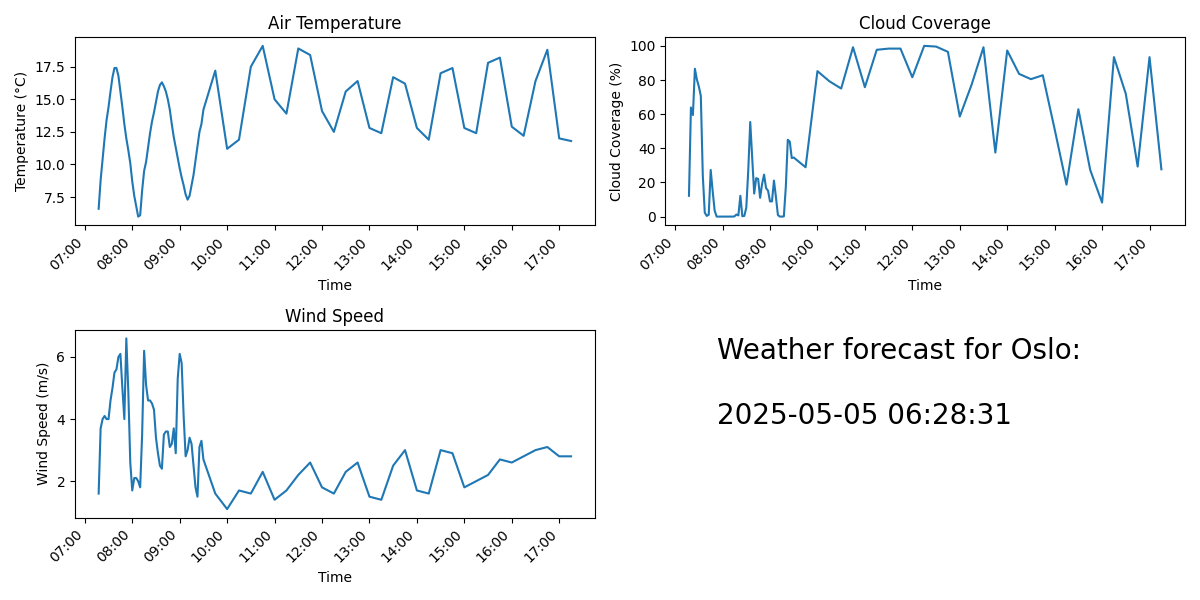 Air Temperature
Temperature (°C)
17.5
15.0
12.5
10.0
7.5
07:00 08:00 09:00 10:00 11:00 12:00 13:00 14:00 15:00 16:00 17:00
Time
Cloud Coverage
Cloud Coverage (%)
100
80
60
40
20
0
07:00 08:00 09:00 10:00 11:00 12:00 13:00 14:00 15:00 16:00 17:00
Time
Wind Speed
Wind Speed (m/s)
6
4
2
07:00 08:00 09:00 10:00 11:00 12:00 13:00 14:00 15:00 16:00 17:00
Time
Weather forecast for Oslo:
2025-05-05 06:28:31